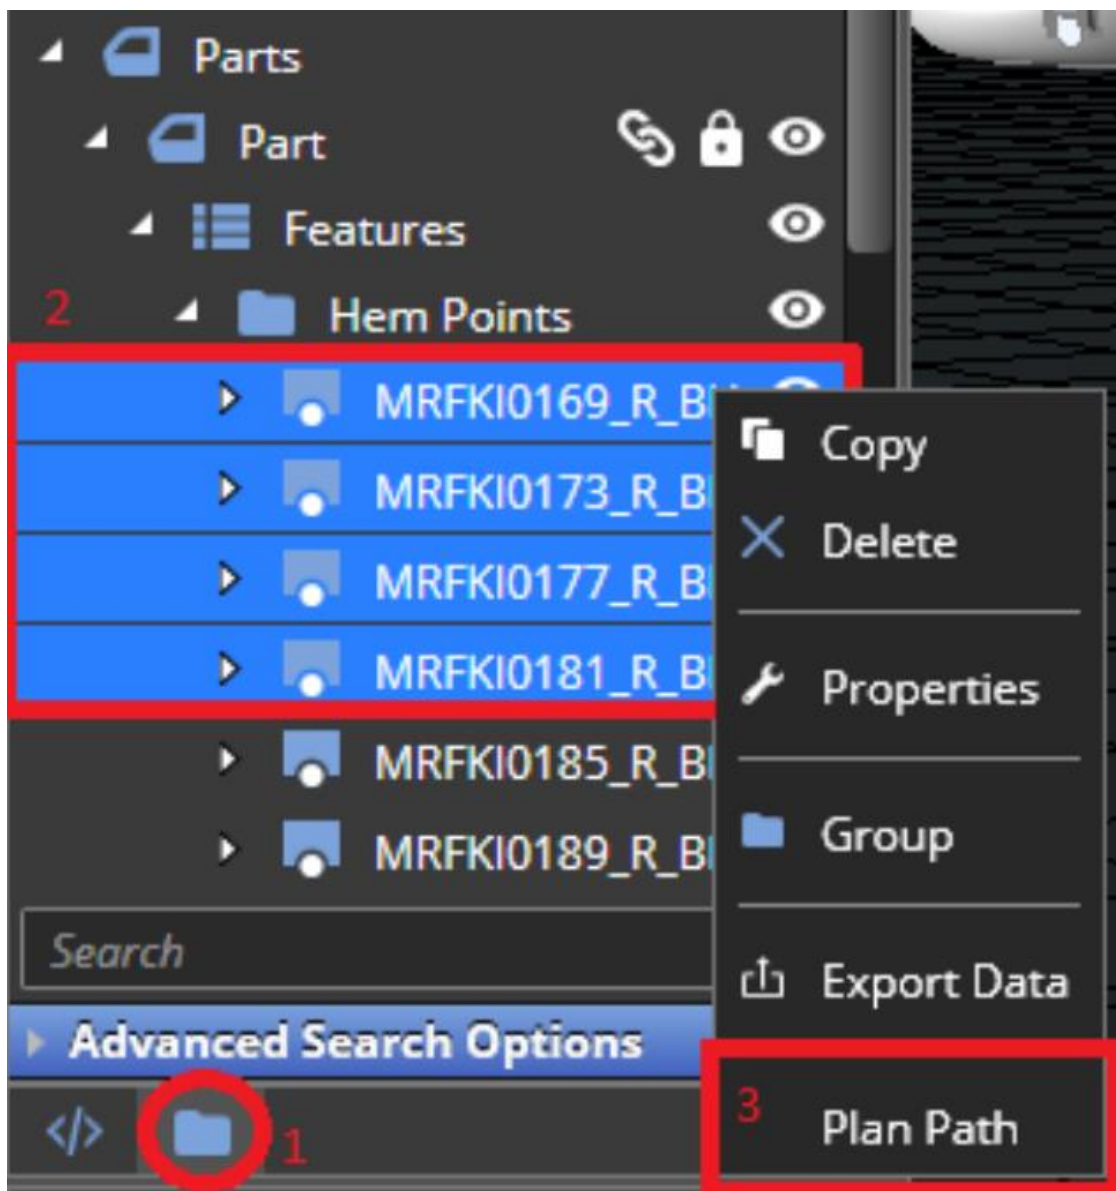 Parts
Part
Features
2
Hem Points
MRFKI0169_R_B
MRFKI0173_R_B
MRFKI0177_R_B
MRFKI0181_R_B
MRFKI0185_R_B
MRFKI0189_R_B
Copy
Delete
Properties
Group
Export Data
3
Plan Path
Search
Advanced Search Options
</>
1